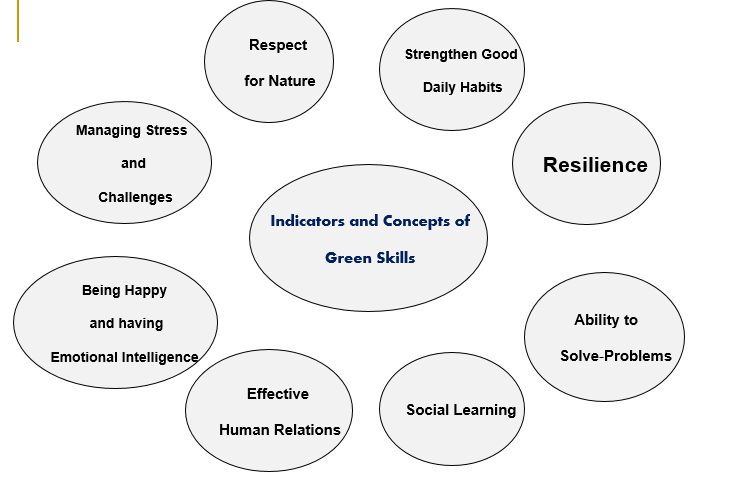 Respect
for Nature
Strengthen Good
Daily Habits
Managing Stress
and
Challenges
Resilience
Indicators and Concepts of
Green Skills
Being Happy
and having
Emotional Intelligence
Ability to
Solve-Problems
Effective
Human Relations
Social Learning